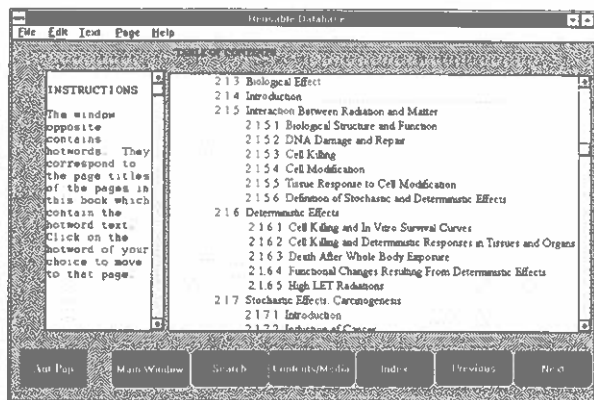 Reusable Database
File Edit Text Page Help
TABLE OF CONTENTS
INSTRUCTIONS
The window
opposite
contains
hotwords. They
correspond to
the page titles
of the pages in
this book which
contain the
hotword text
Click on the
hotword of your
choice to move
to that page.
2 1 3 Biological Effect
2 1 4 Introduction
2 1 5 Interaction Between Radiation and Matter
2 1 5 1 Biological Structure and Function
2 1 5 2 DNA Damage and Repair
2 1 5 3 Cell Killing
2 1 5 4 Cell Modification
2 1 5 5 Tissue Response to Cell Modification
2 1 5 6 Definition of Stochastic and Deterministic Effects
2 1 6 Deterministic Effects
2 1 6 1 Cell Killing and In Vitro Survival Curves
2 1 6 2 Cell Killing and Deterministic Responses in Tissues and Organs
2 1 6 3 Death After Whole Body Exposure
2 1.6 4 Functional Changes Resulting From Deterministic Effects
2 1.6 5 High LET Radiations
2 1 7 Stochastic Effects. Carcinogenesis
2 1 7 1 Introduction
2 1 7 2 Induction of Cancer
Main Window Search Contents/Media Index Previous Next